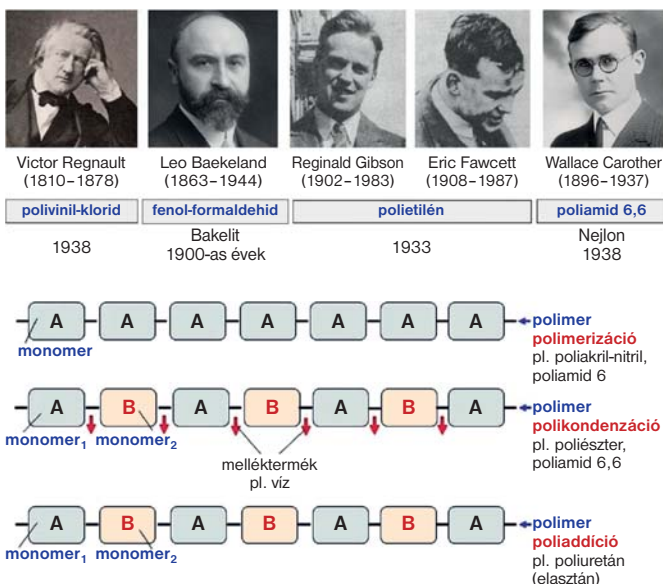 Victor Regnault
(1810–1878)
Leo Baekeland
(1863–1944)
Reginald Gibson
(1902–1983)
Eric Fawcett
(1908–1987)
Wallace Carother
(1896–1937)
polivinil-klorid
fenol-formaldehid
polietilén
poliamid 6,6
1938
Bakelit
1900-as évek
1933
Nejlon
1938
A A A A A A A
monomer
polimer
polimerizáció
pl. poliakril-nitril,
poliamid 6
A B A B A B A
monomer1 monomer2
melléktermék
pl. víz
polimer
polikondenzáció
pl. poliészter,
poliamid 6,6
A B A B A B A
monomer1 monomer2
polimer
poliaddíció
pl. poliuretán
(elasztán)